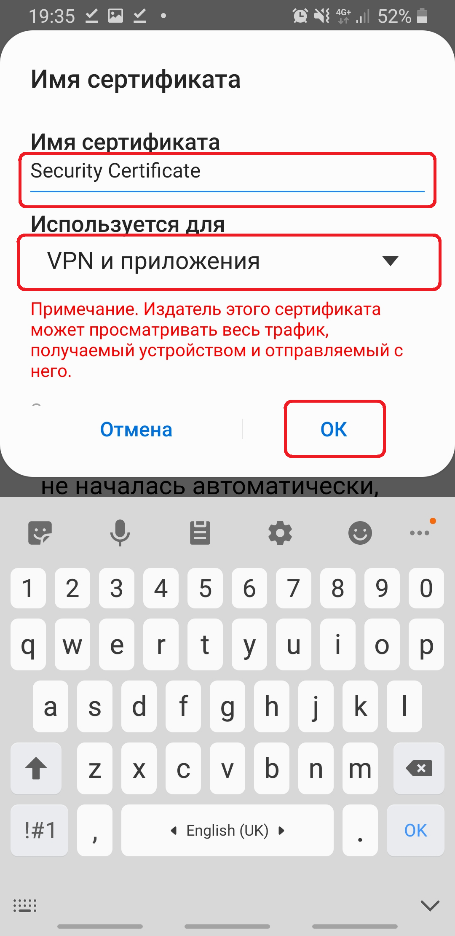 19:35 4G+ 52%
Имя сертификата
Имя сертификата
Security Certificate
Используется для
VPN и приложения
Примечание. Издатель этого сертификата
может просматривать весь трафик,
получаемый устройством и отправляемый с
него.
Отмена OK
не началась автоматически,
1 2 3 4 5 6 7 8 9 0
q w e r t y u i o p
a s d f g h j k l
z x c v b n m
!#1 , English (UK) . OK